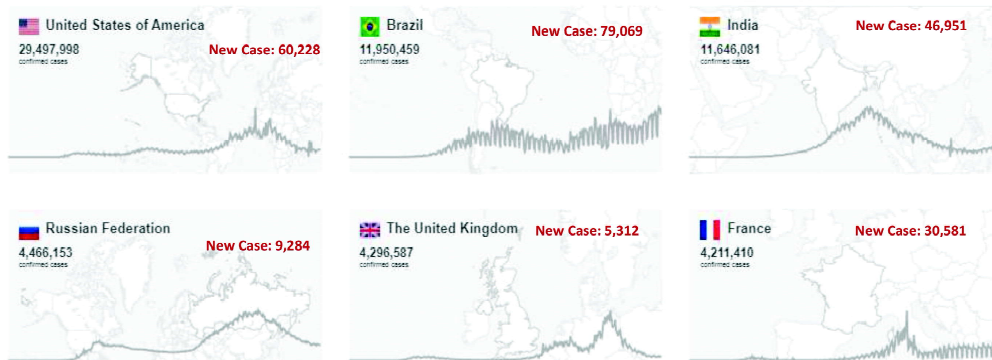 United States of America
29,497,998
confirmed cases
New Case: 60,228
Brazil
11,950,459
confirmed cases
New Case: 79,069
India
11,646,081
confirmed cases
New Case: 46,951
Russian Federation
4,466,153
confirmed cases
New Case: 9,284
The United Kingdom
4,296,587
confirmed cases
New Case: 5,312
France
4,211,410
confirmed cases
New Case: 30,581